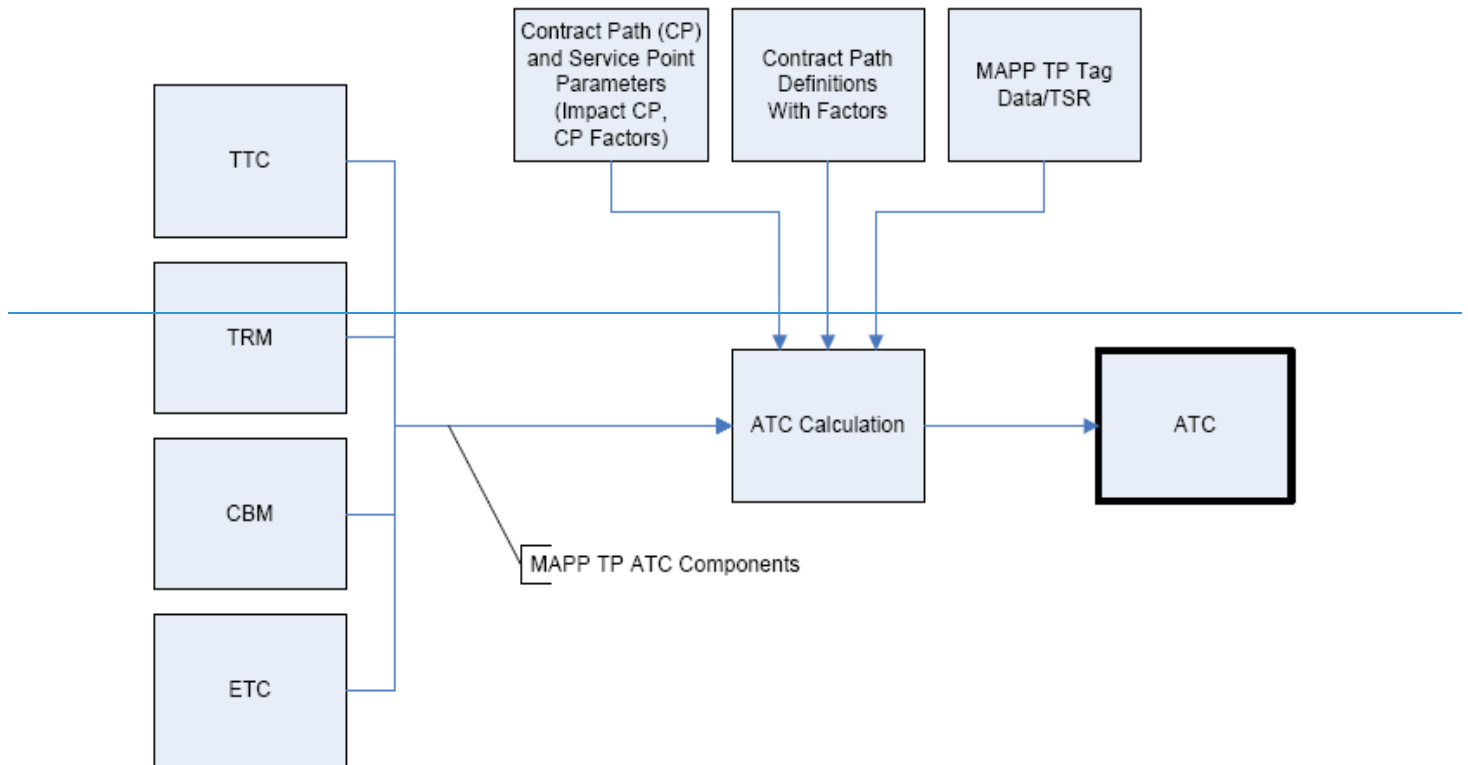 Contract Path (CP)
and Service Point
Parameters
(Impact CP,
CP Factors)
Contract Path
Definitions
With Factors
MAPP TP Tag
Data/TSR
TTC
TRM
CBM
ETC
ATC Calculation
ATC
MAPP TP ATC Components